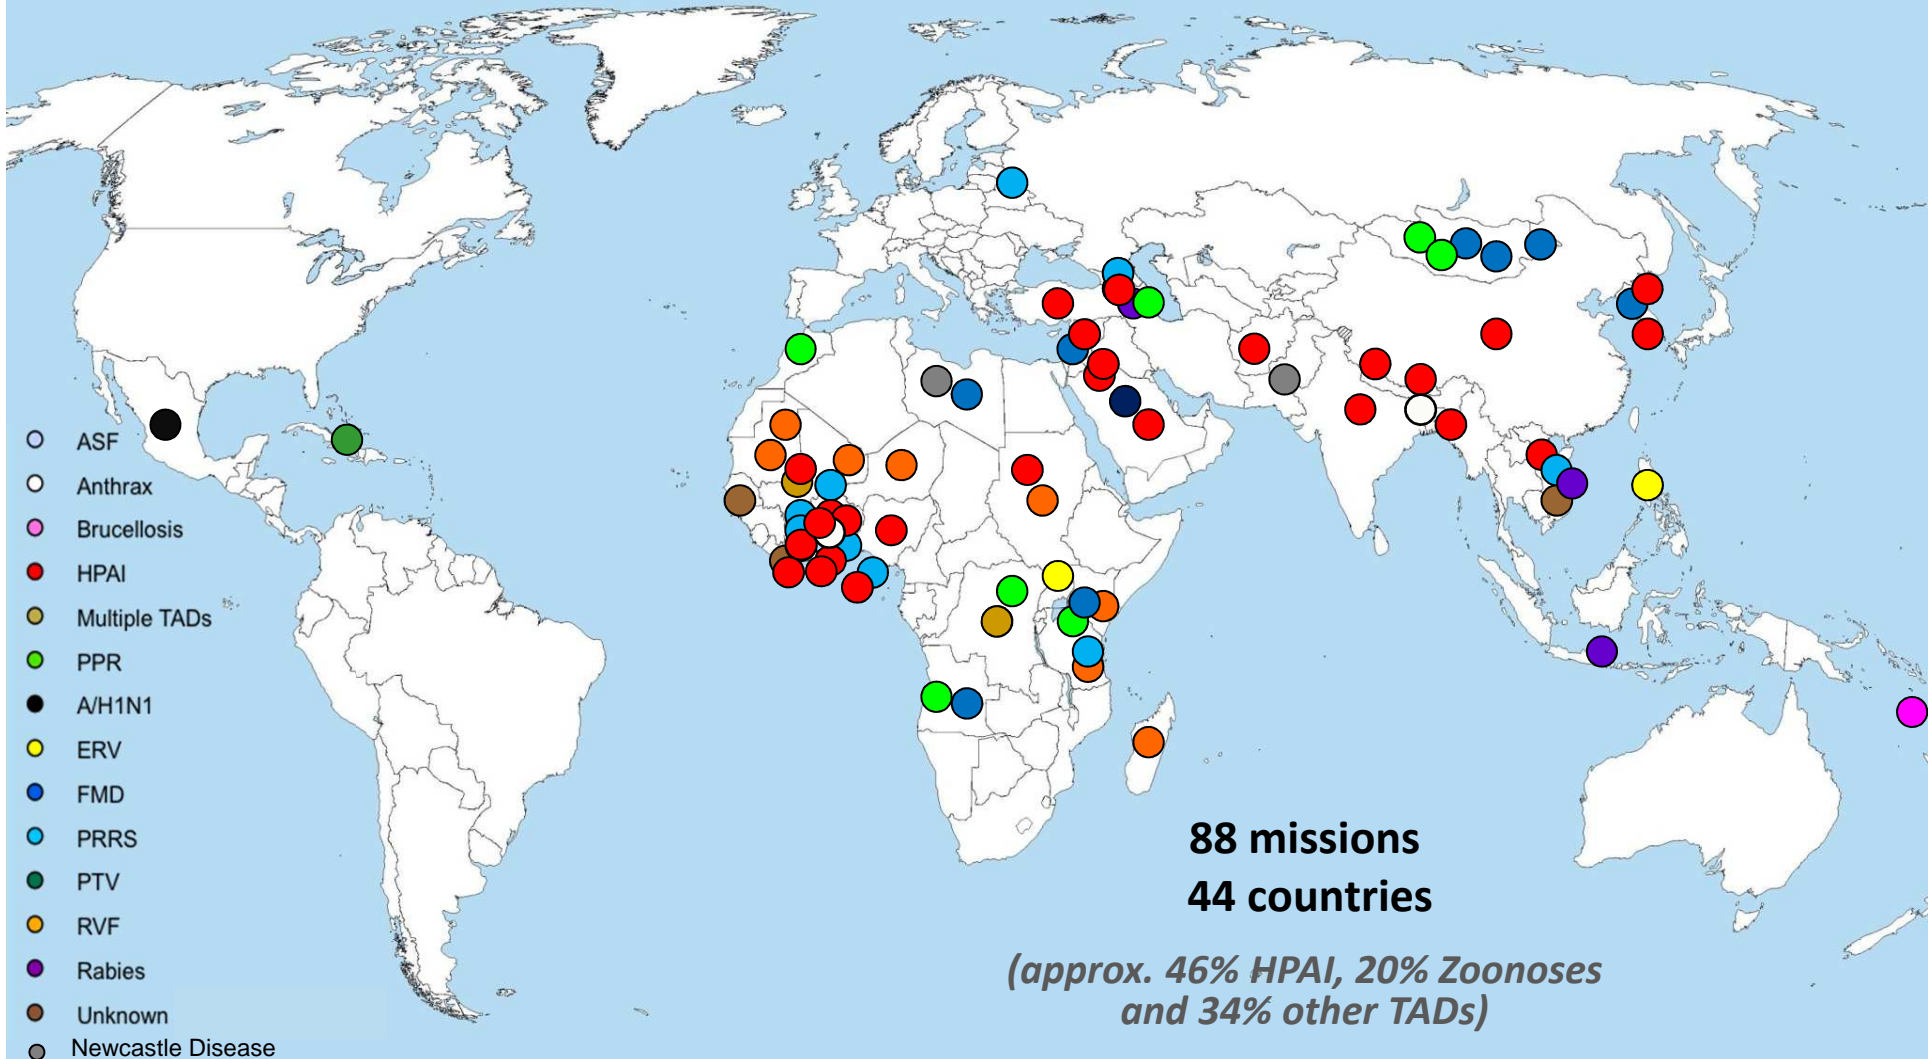 ASF
Anthrax
Brucellosis
HPAI
Multiple TADs
PPR
A/H1N1
ERV
FMD
PRRS
PTV
RVF
Rabies
Unknown
Newcastle Disease
88 missions
44 countries
(approx. 46% HPAI, 20% Zoonoses
and 34% other TADs)